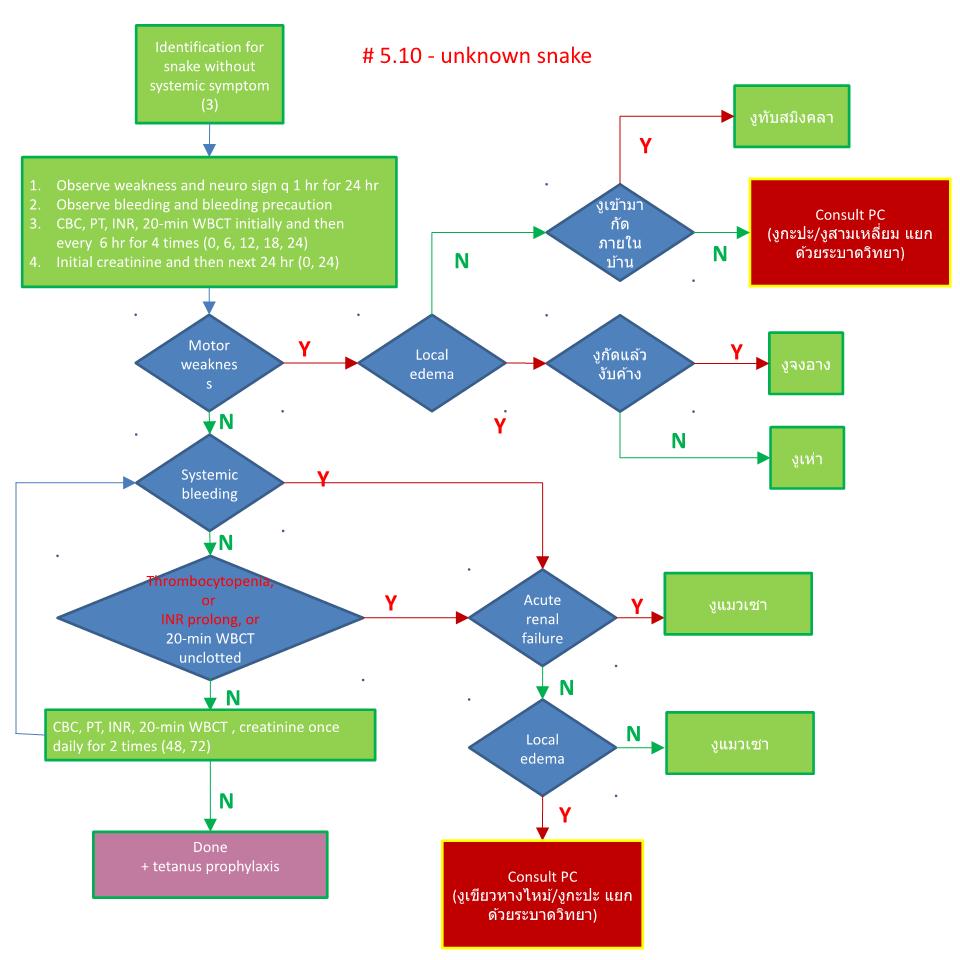 # 5.10 - unknown snake
Identification for
snake without
systemic symptom
(3)
1. Observe weakness and neuro sign q 1 hr for 24 hr
2. Observe bleeding and bleeding precaution
3. CBC, PT, INR, 20-min WBCT initially and then
every 6 hr for 4 times (0, 6, 12, 18, 24)
4. Initial creatinine and then next 24 hr (0, 24)
งูทับสมิงคลา
Y
งูเข้ามา
กัด
ภายใน
บ้าน
N
N
Consult PC
(งูกะปะ/งูสามเหลี่ยม แยก
ด้วยระบาดวิทยา)
Motor
weaknes
s
Y
Local
edema
Y
งูกัดแล้ว
งับค้าง
Y
งูจงอาง
N
งูเห่า
N
Systemic
bleeding
Y
N
Thrombocytopenia,
or
INR prolong, or
20-min WBCT
unclotted
Y
Acute
renal
failure
Y
งูแมวเซา
N
N
CBC, PT, INR, 20-min WBCT , creatinine once
daily for 2 times (48, 72)
Local
edema
N
งูแมวเซา
N
Y
Done
+ tetanus prophylaxis
Consult PC
(งูเขียวหางไหม้/งูกะปะ แยก
ด้วยระบาดวิทยา)